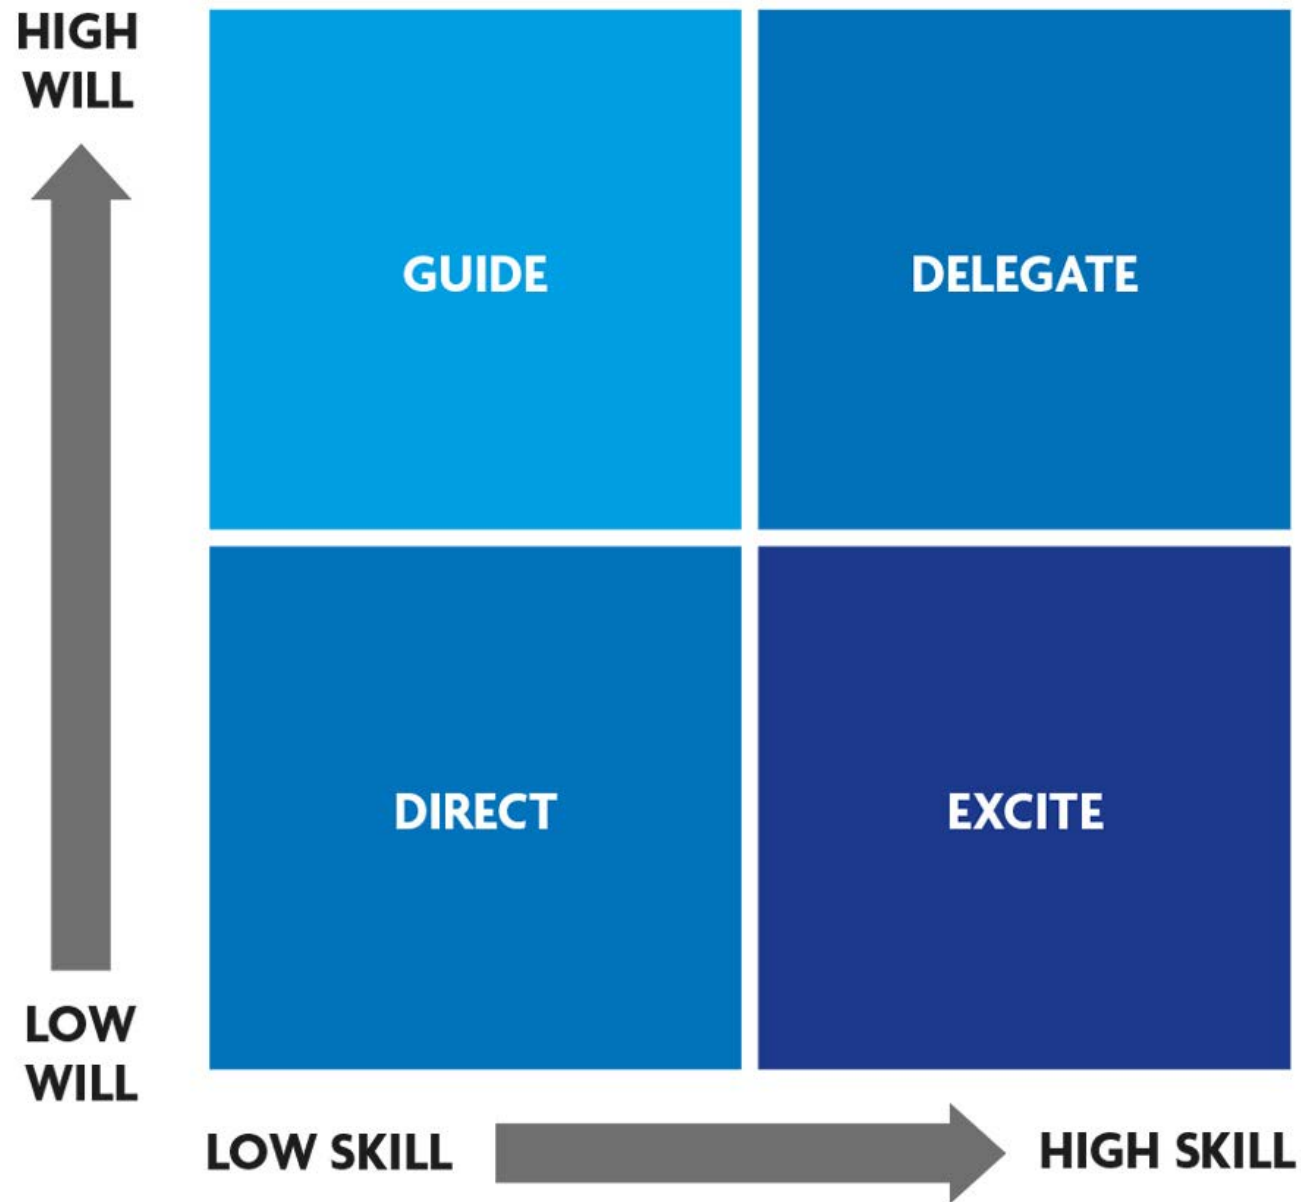 HIGH
WILL
GUIDE
DELEGATE
DIRECT
EXCITE
LOW
WILL
LOW SKILL
HIGH SKILL